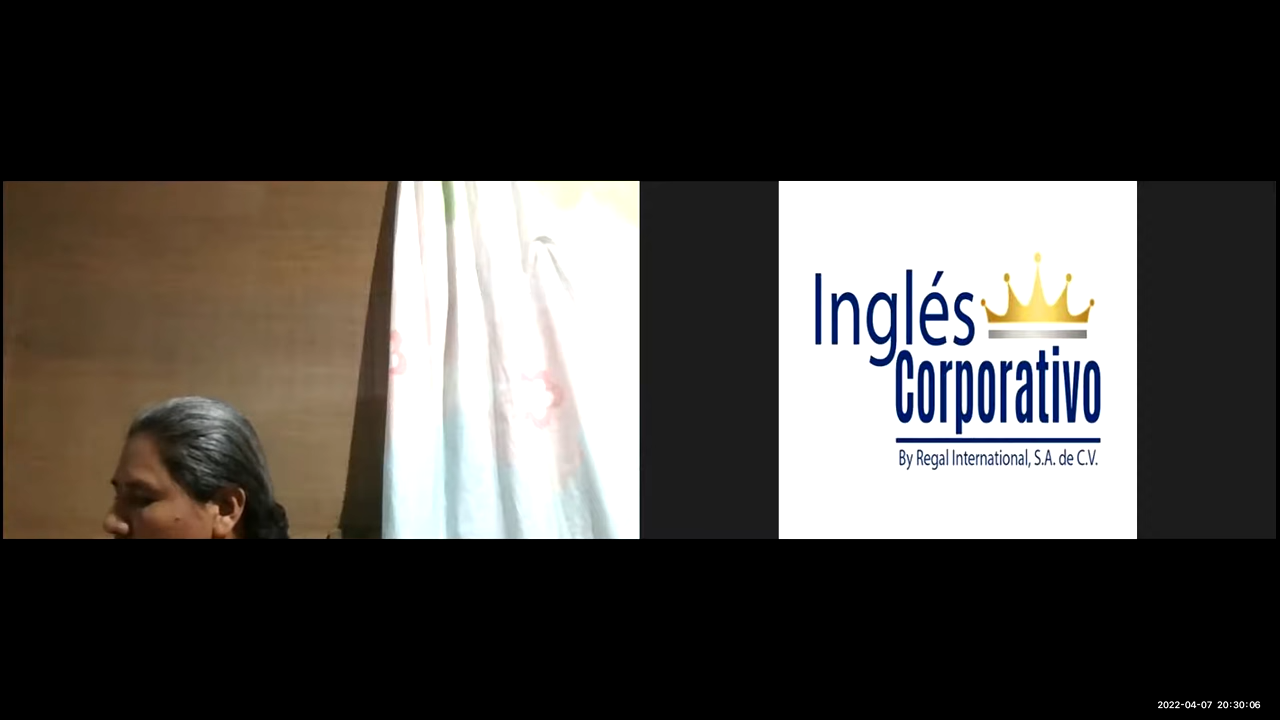 Inglés
Corporativo
By Regal International, S.A. de C.V.
2022-04-07 20:30:06